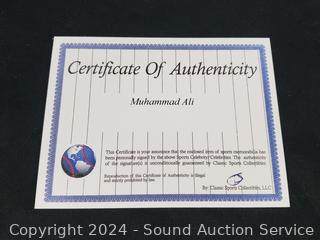 Certificate Of Authenticity
Muhammad Ali
This Certificate is your assurance that the enclosed item of sports memorabilia has
been personally signed by the above Sports Celebrity/Celebrities. The authenticity
of the signature(s) is unconditionally guaranteed by Classic Sports Collectibles.
Reproduction of this Certificate of Authenticity is illegal
and strictly prohibited by law.
By: Classic Sports Collectibles, LLC
Copyright 2024 - Sound Auction Service